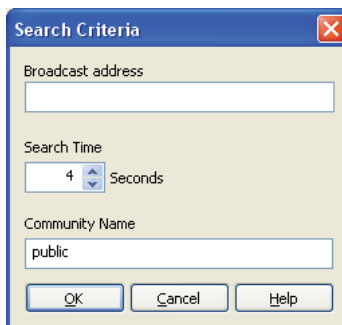 Search Criteria
Broadcast address
Search Time
4 Seconds
Community Name
public
OK Cancel Help